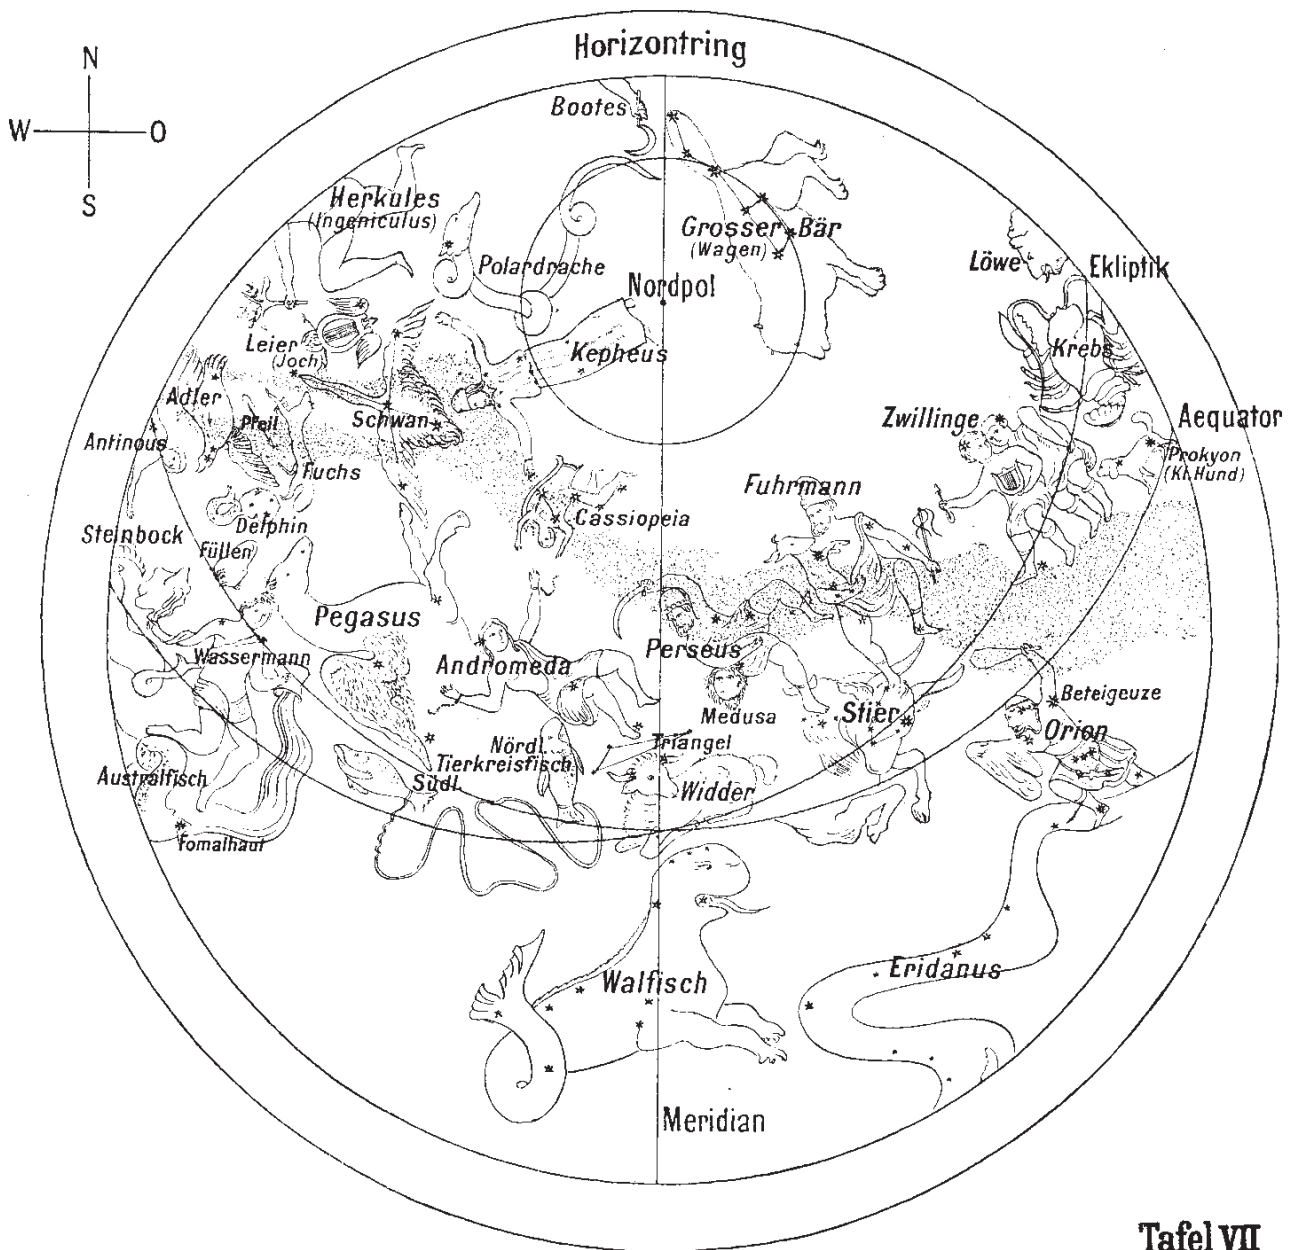 Horizontring
N
W
O
S
Bootes
Herkules
(Ingeniculus)
Grosser Bär
(Wagen)
Polardrache
Nordpol
Löwe
Ekliptik
Leier
(Joch)
Kepheus
Krebs
Adler
Pfeil
Schwan
Zwillinge
Aequator
Antinous
Prokyon
(Kl.Hund)
Fuchs
Fuhrmann
Delphin
Cassiopeia
Steinbock
Füllen
Pegasus
Wassermann
Andromeda
Perseus
Beteigeuze
Medusa
Stier
Orion
Nördl.
Triangel
Tierkreisfisch
Südl.
Australfisch
Widder
Fomalhaut
Walfisch
Eridanus
Meridian
Tafel VII